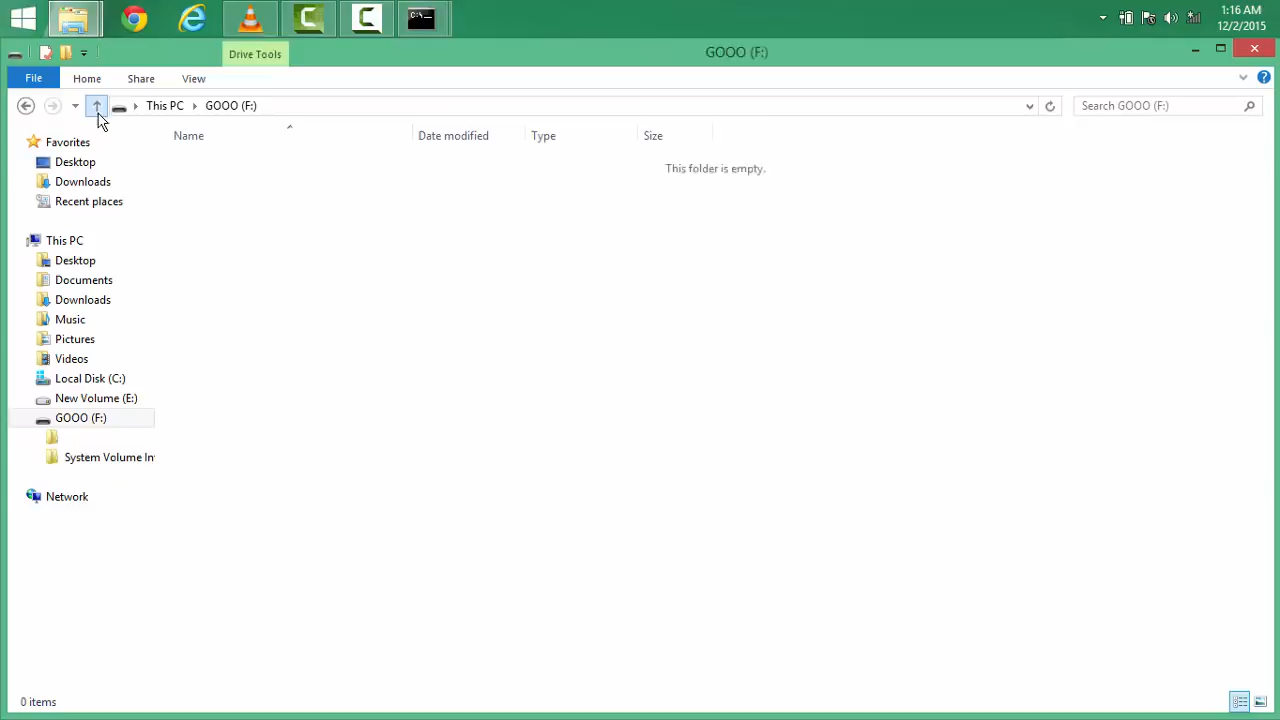 1:16 AM
12/2/2015
Drive Tools
GOOO (F:)
File
Home
Share
View
This PC
GOOO (F:)
Search GOOO (F:)
Name
Date modified
Type
Size
This folder is empty.
Favorites
Desktop
Downloads
Recent places
This PC
Desktop
Documents
Downloads
Music
Pictures
Videos
Local Disk (C:)
New Volume (E:)
GOOO (F:)
System Volume In
Network
0 items